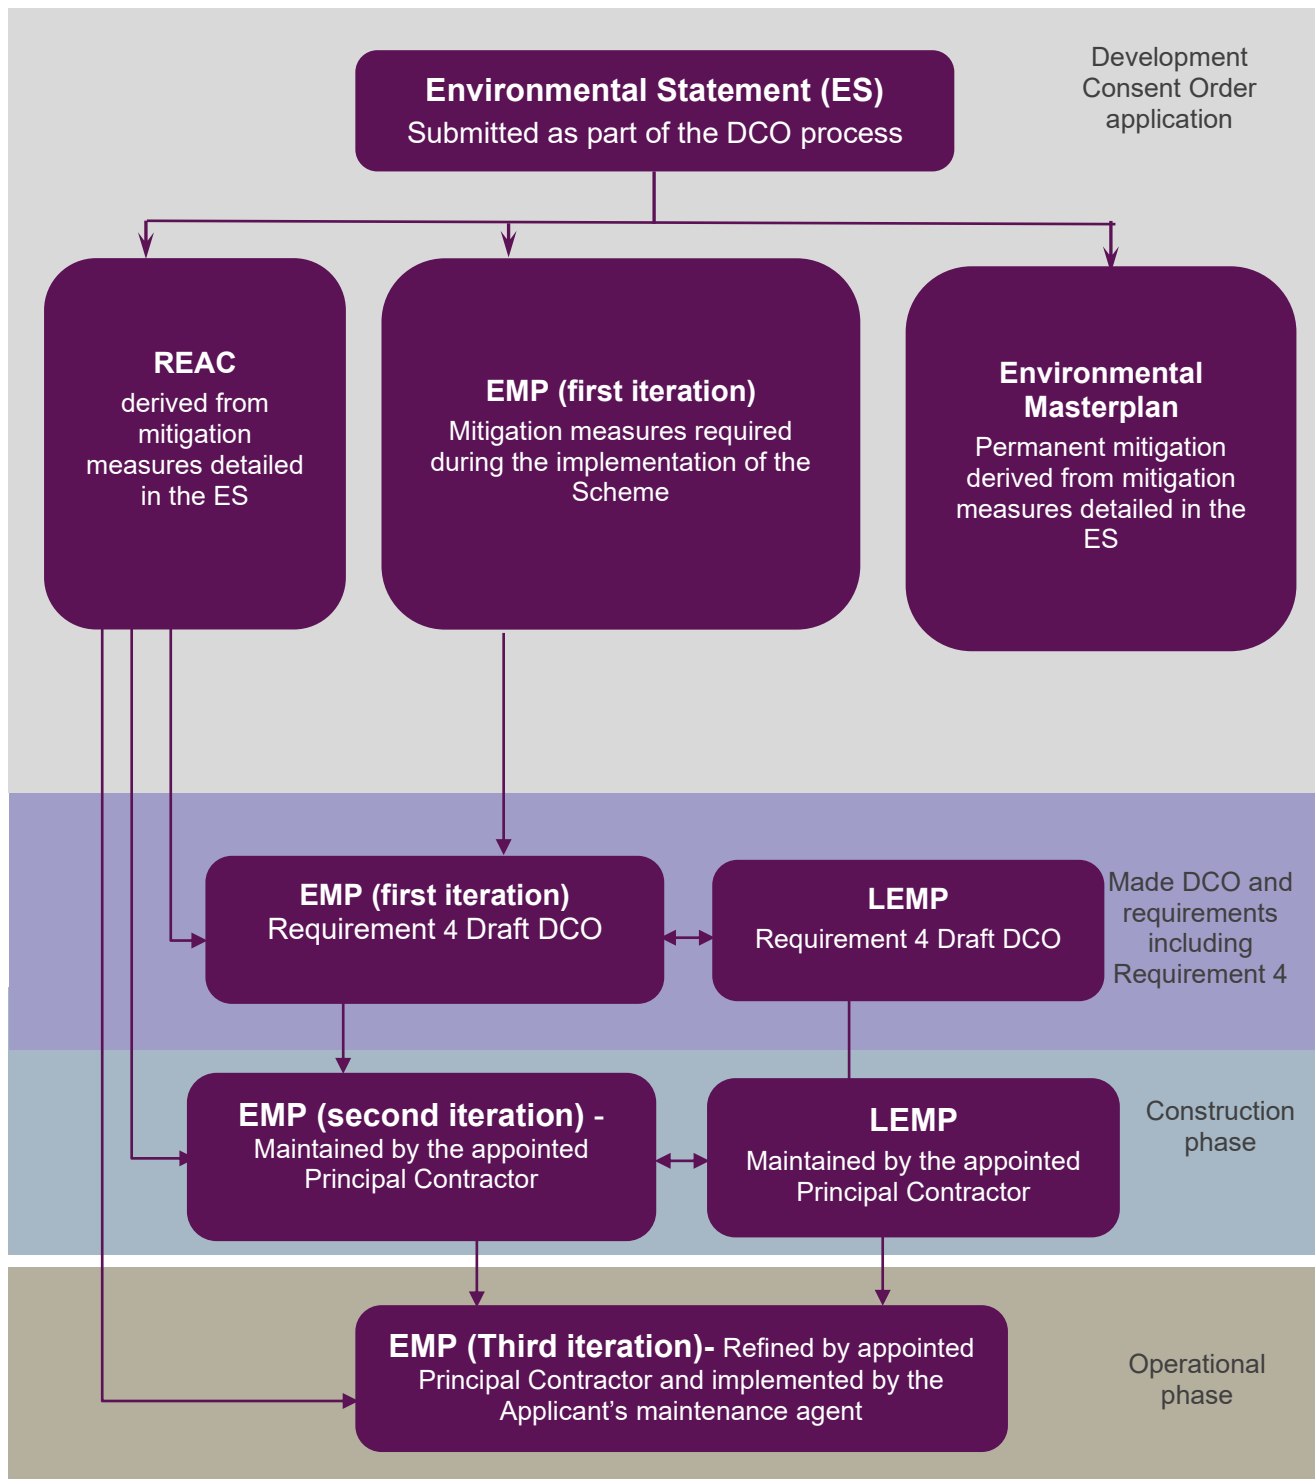 Environmental Statement (ES)
Submitted as part of the DCO process
Development
Consent Order
application
REAC
derived from
mitigation
measures detailed
in the ES
EMP (first iteration)
Mitigation measures required
during the implementation of the
Scheme
Environmental
Masterplan
Permanent mitigation
derived from mitigation
measures detailed in the
ES
EMP (first iteration)
Requirement 4 Draft DCO
LEMP
Requirement 4 Draft DCO
Made DCO and
requirements
including
Requirement 4
EMP (second iteration) -
Maintained by the appointed
Principal Contractor
LEMP
Maintained by the appointed
Principal Contractor
Construction
phase
EMP (Third iteration)- Refined by appointed
Principal Contractor and implemented by the
Applicant’s maintenance agent
Operational
phase